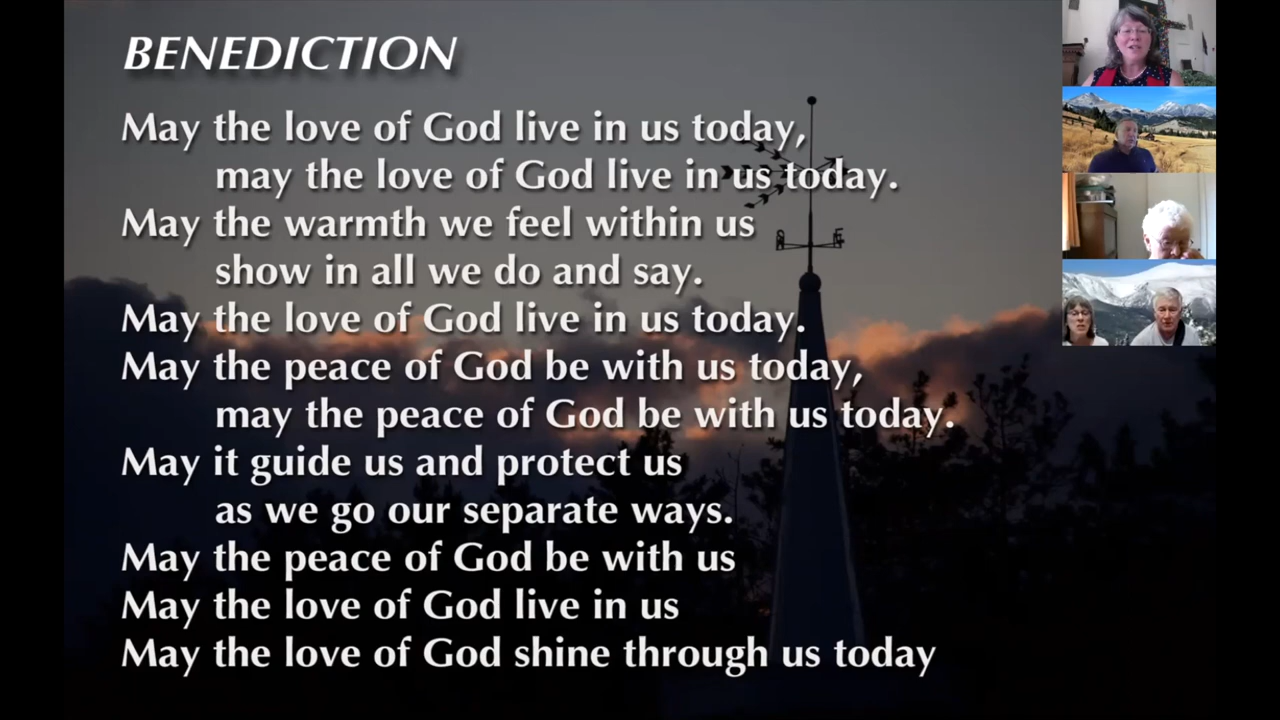 BENEDICTION
May the love of God live in us today,
may the love of God live in us today.
May the warmth we feel within us
show in all we do and say.
May the love of God live in us today.
May the peace of God be with us today,
may the peace of God be with us today.
May it guide us and protect us
as we go our separate ways.
May the peace of God be with us
May the love of God live in us
May the love of God shine through us today